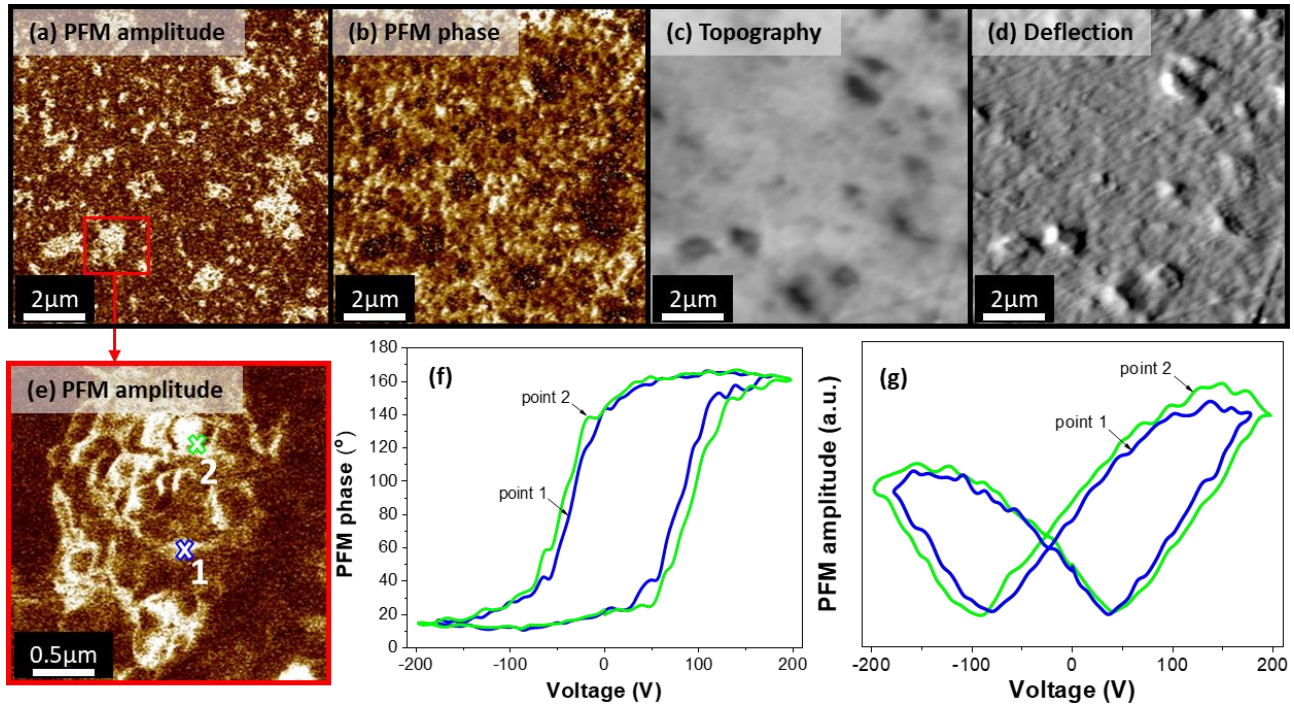 (a) PFM amplitude
(b) PFM phase
(c) Topography
(d) Deflection
2μm
2μm
2μm
2μm
(e) PFM amplitude
2
1
0.5μm
(f)
PFM phase (°)
180
160
140
120
100
80
60
40
20
0
-200
-100
0
100
200
Voltage (V)
point 2
point 1
(g)
PFM amplitude (a.u.)
point 2
point 1
-200
-100
0
100
200
Voltage (V)